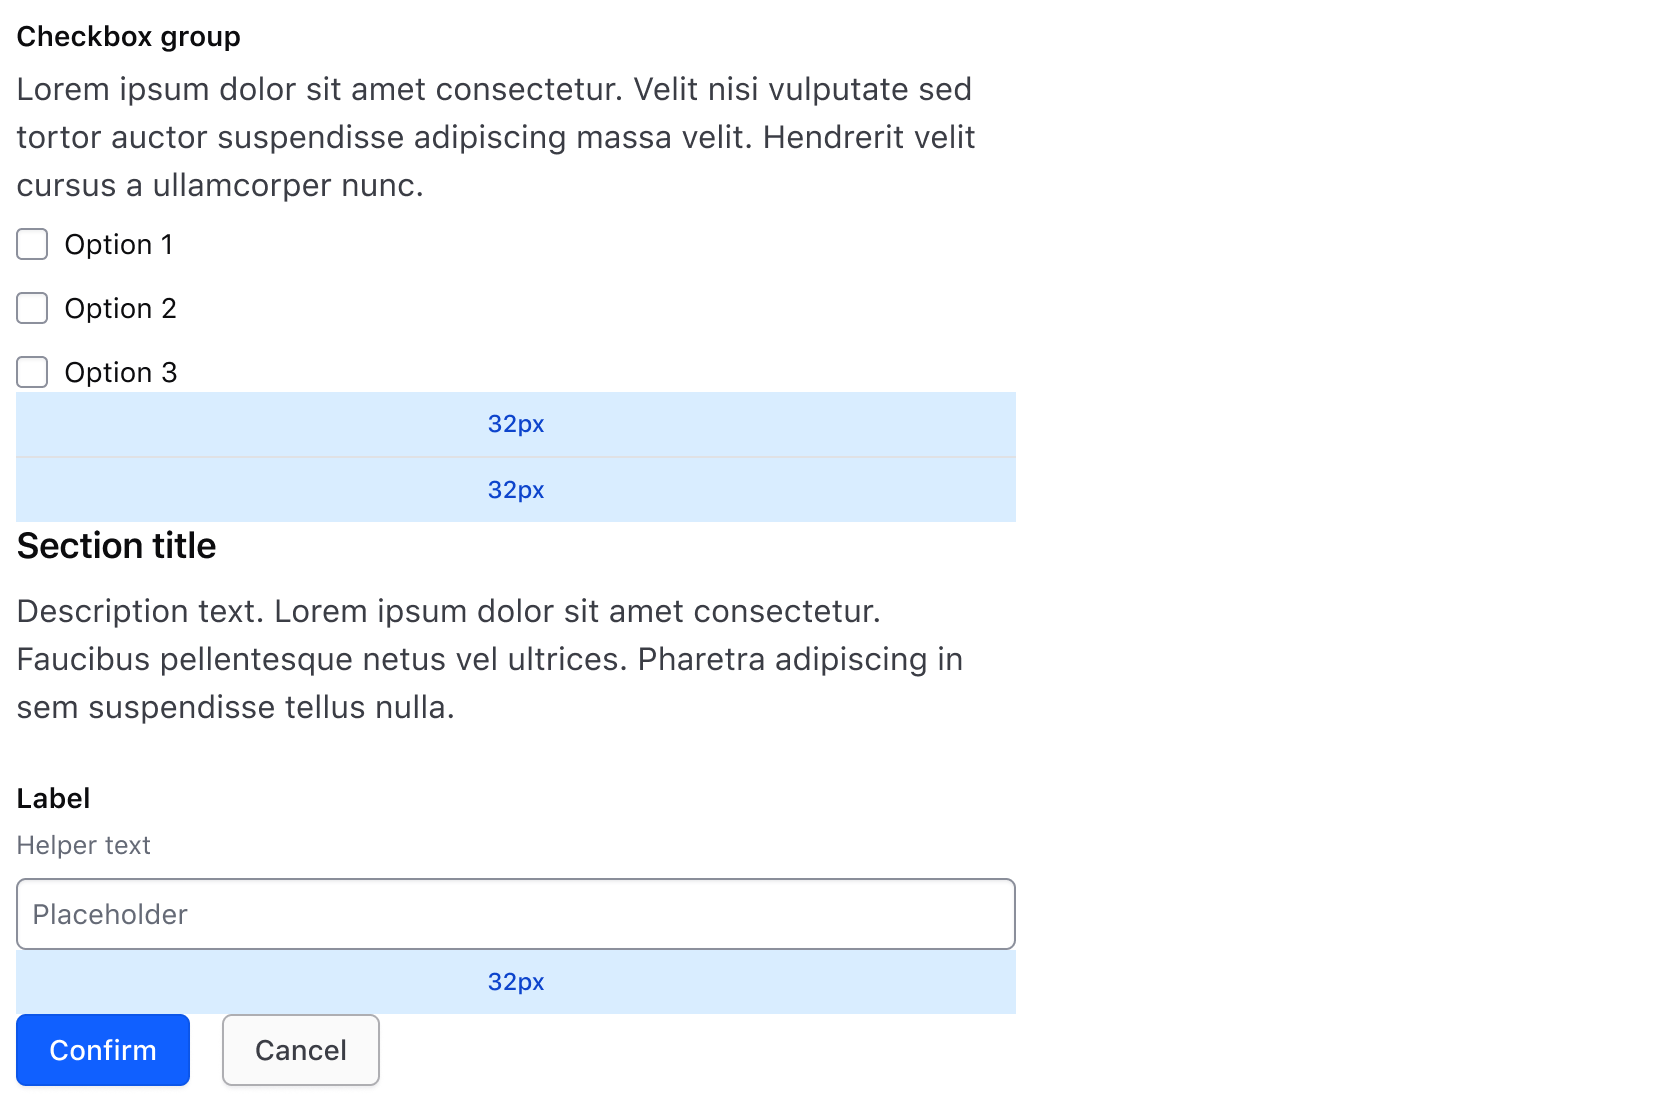 Checkbox group
Lorem ipsum dolor sit amet consectetur. Velit nisi vulputate sed
tortor auctor suspendisse adipiscing massa velit. Hendrerit velit
cursus a ullamcorper nunc.
Option 1
Option 2
Option 3
32px
32px
Section title
Description text. Lorem ipsum dolor sit amet consectetur.
Faucibus pellentesque netus vel ultrices. Pharetra adipiscing in
sem suspendisse tellus nulla.
Label
Helper text
Placeholder
32px
Confirm Cancel